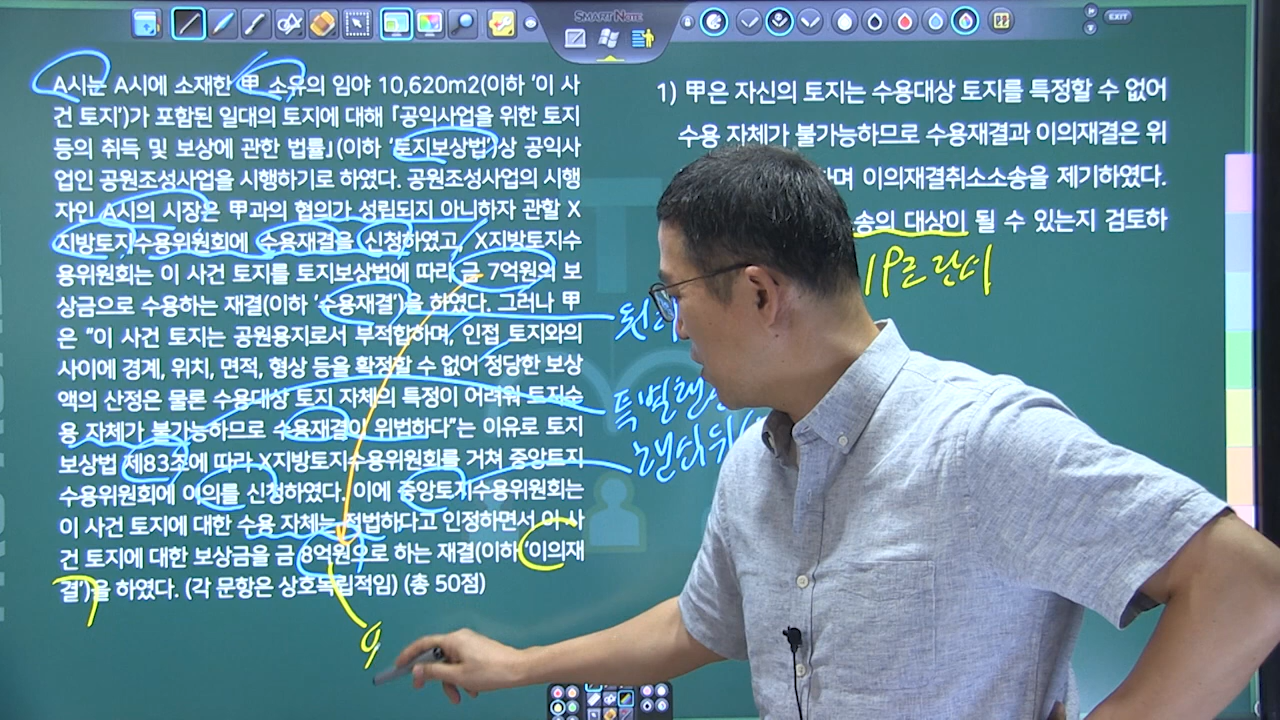 SMART NOTE
EXIT
A시는 A시에 소재한 甲 소유의 임야 10,620m2(이하 '이 사
건 토지')가 포함된 일대의 토지에 대해 「공익사업을 위한 토지
등의 취득 및 보상에 관한 법률」(이하 '토지보상법')상 공익사
업인 공원조성사업을 시행하기로 하였다. 공원조성사업의 시행
자인 A시의 시장은 甲과의 협의가 성립되지 아니하자 관할 X
지방토지수용위원회에 수용재결을 신청하였고, X지방토지수
용위원회는 이 사건 토지를 토지보상법에 따라 금 7억원의 보
상금으로 수용하는 재결(이하 '수용재결')을 하였다. 그러나 甲
은 "이 사건 토지는 공원용지로서 부적합하며, 인접 토지와의
사이에 경계, 위치, 면적, 형상 등을 확정할 수 없어 정당한 보상
액의 산정은 물론 수용대상 토지 자체의 특정이 어려워 토지수
용 자체가 불가능하므로 수용재결이 위법하다"는 이유로 토지
보상법 제83조에 따라 X지방토지수용위원회를 거쳐 중앙토지
수용위원회에 이의를 신청하였다. 이에 중앙토지수용위원회는
이 사건 토지에 대한 수용 자체는 적법하다고 인정하면서 이 사
건 토지에 대한 보상금을 금 8억원으로 하는 재결(이하 '이의재
결')을 하였다. (각 문항은 상호독립적임) (총 50점)
1) 甲은 자신의 토지는 수용대상 토지를 특정할 수 없어
수용 자체가 불가능하므로 수용재결과 이의재결은 위
며 이의재결취소소송을 제기하였다.
송의 대상이 될 수 있는지 검토하
특별행